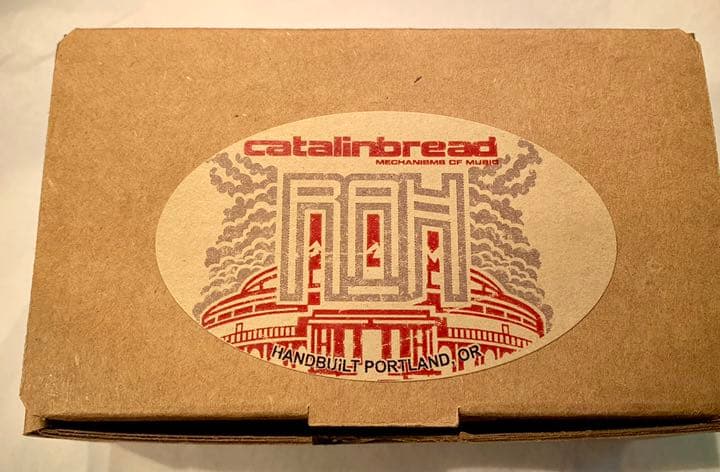 catalinbread
MECHANISMS OF MUSIC
RAH
HANDBUiLT PORTLAND, OR